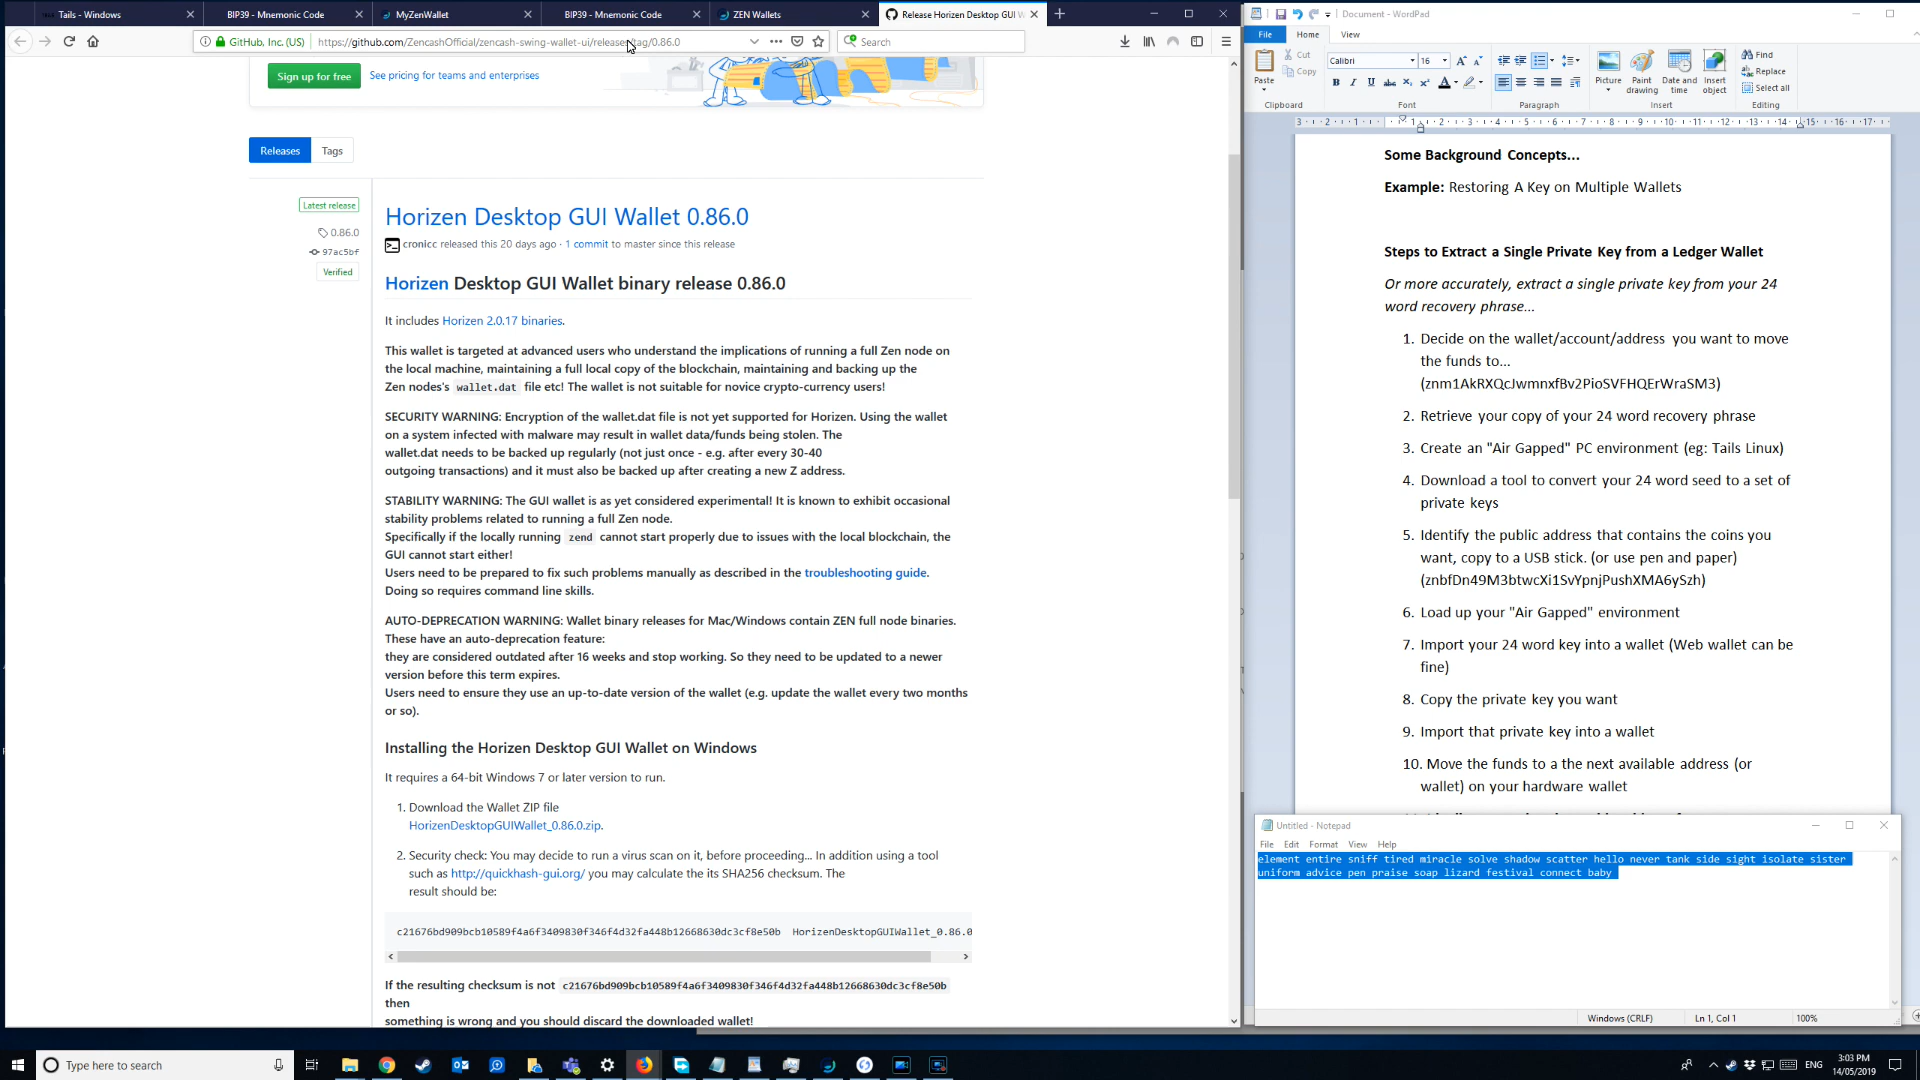 Tails - Windows
BIP39 - Mnemonic Code
MyZenWallet
BIP39 - Mnemonic Code
ZEN Wallets
Release Horizen Desktop GUI W
GitHub, Inc. (US)
https://github.com/ZencashOfficial/zencash-swing-wallet-ui/releases/tag/0.86.0
Search
Sign up for free
See pricing for teams and enterprises
Releases
Tags
Latest release
0.86.0
97ac5bf
Verified
Horizen Desktop GUI Wallet 0.86.0
cronicc released this 20 days ago · 1 commit to master since this release
Horizen Desktop GUI Wallet binary release 0.86.0
It includes Horizen 2.0.17 binaries.
This wallet is targeted at advanced users who understand the implications of running a full Zen node on
the local machine, maintaining a full local copy of the blockchain, maintaining and backing up the
Zen nodes's wallet.dat file etc! The wallet is not suitable for novice crypto-currency users!
SECURITY WARNING: Encryption of the wallet.dat file is not yet supported for Horizen. Using the wallet
on a system infected with malware may result in wallet data/funds being stolen. The
wallet.dat needs to be backed up regularly (not just once - e.g. after every 30-40
outgoing transactions) and it must also be backed up after creating a new Z address.
STABILITY WARNING: The GUI wallet is as yet considered experimental! It is known to exhibit occasional
stability problems related to running a full Zen node.
Specifically if the locally running zend cannot start properly due to issues with the local blockchain, the
GUI cannot start either!
Users need to be prepared to fix such problems manually as described in the troubleshooting guide.
Doing so requires command line skills.
AUTO-DEPRECATION WARNING: Wallet binary releases for Mac/Windows contain ZEN full node binaries.
These have an auto-deprecation feature:
they are considered outdated after 16 weeks and stop working. So they need to be updated to a newer
version before this term expires.
Users need to ensure they use an up-to-date version of the wallet (e.g. update the wallet every two months
or so).
Installing the Horizen Desktop GUI Wallet on Windows
It requires a 64-bit Windows 7 or later version to run.
1. Download the Wallet ZIP file
HorizenDesktopGUIWallet_0.86.0.zip.
2. Security check: You may decide to run a virus scan on it, before proceeding... In addition using a tool
such as http://quickhash-gui.org/ you may calculate the its SHA256 checksum. The
result should be:
c21676bd909bcb10589f4a6f3409830f346f4d32fa448b12668630dc3cf8e50b HorizenDesktopGUIWallet_0.86.0
If the resulting checksum is not c21676bd909bcb10589f4a6f3409830f346f4d32fa448b12668630dc3cf8e50b
then
something is wrong and you should discard the downloaded wallet!
Document - WordPad
File Home View
Paste
Cut
Copy
Clipboard
Calibri 16
Font
Paragraph
Picture
Paint drawing
Date and time
Insert object
Insert
Find
Replace
Select all
Editing
3 · 2 · 1 · 1 · 2 · 3 · 4 · 5 · 6 · 7 · 8 · 9 · 10 · 11 · 12 · 13 · 14 · 15 · 16 · 17
Some Background Concepts...
Example: Restoring A Key on Multiple Wallets
Steps to Extract a Single Private Key from a Ledger Wallet
Or more accurately, extract a single private key from your 24
word recovery phrase...
1. Decide on the wallet/account/address you want to move
the funds to...
(znm1AkRXQcJwmnxfBv2PioSVFHQErWraSM3)
2. Retrieve your copy of your 24 word recovery phrase
3. Create an "Air Gapped" PC environment (eg: Tails Linux)
4. Download a tool to convert your 24 word seed to a set of
private keys
5. Identify the public address that contains the coins you
want, copy to a USB stick. (or use pen and paper)
(znbfDn49M3btwcXi1SvYpnjPushXMA6ySzh)
6. Load up your "Air Gapped" environment
7. Import your 24 word key into a wallet (Web wallet can be
fine)
8. Copy the private key you want
9. Import that private key into a wallet
10. Move the funds to a the next available address (or
wallet) on your hardware wallet
Untitled - Notepad
File Edit Format View Help
element entire sniff tired miracle solve shadow scatter hello never tank side sight isolate sister
uniform advice pen praise soap lizard festival connect baby
Windows (CRLF)
Ln 1, Col 1
100%
Type here to search
ENG
3:03 PM
14/05/2019